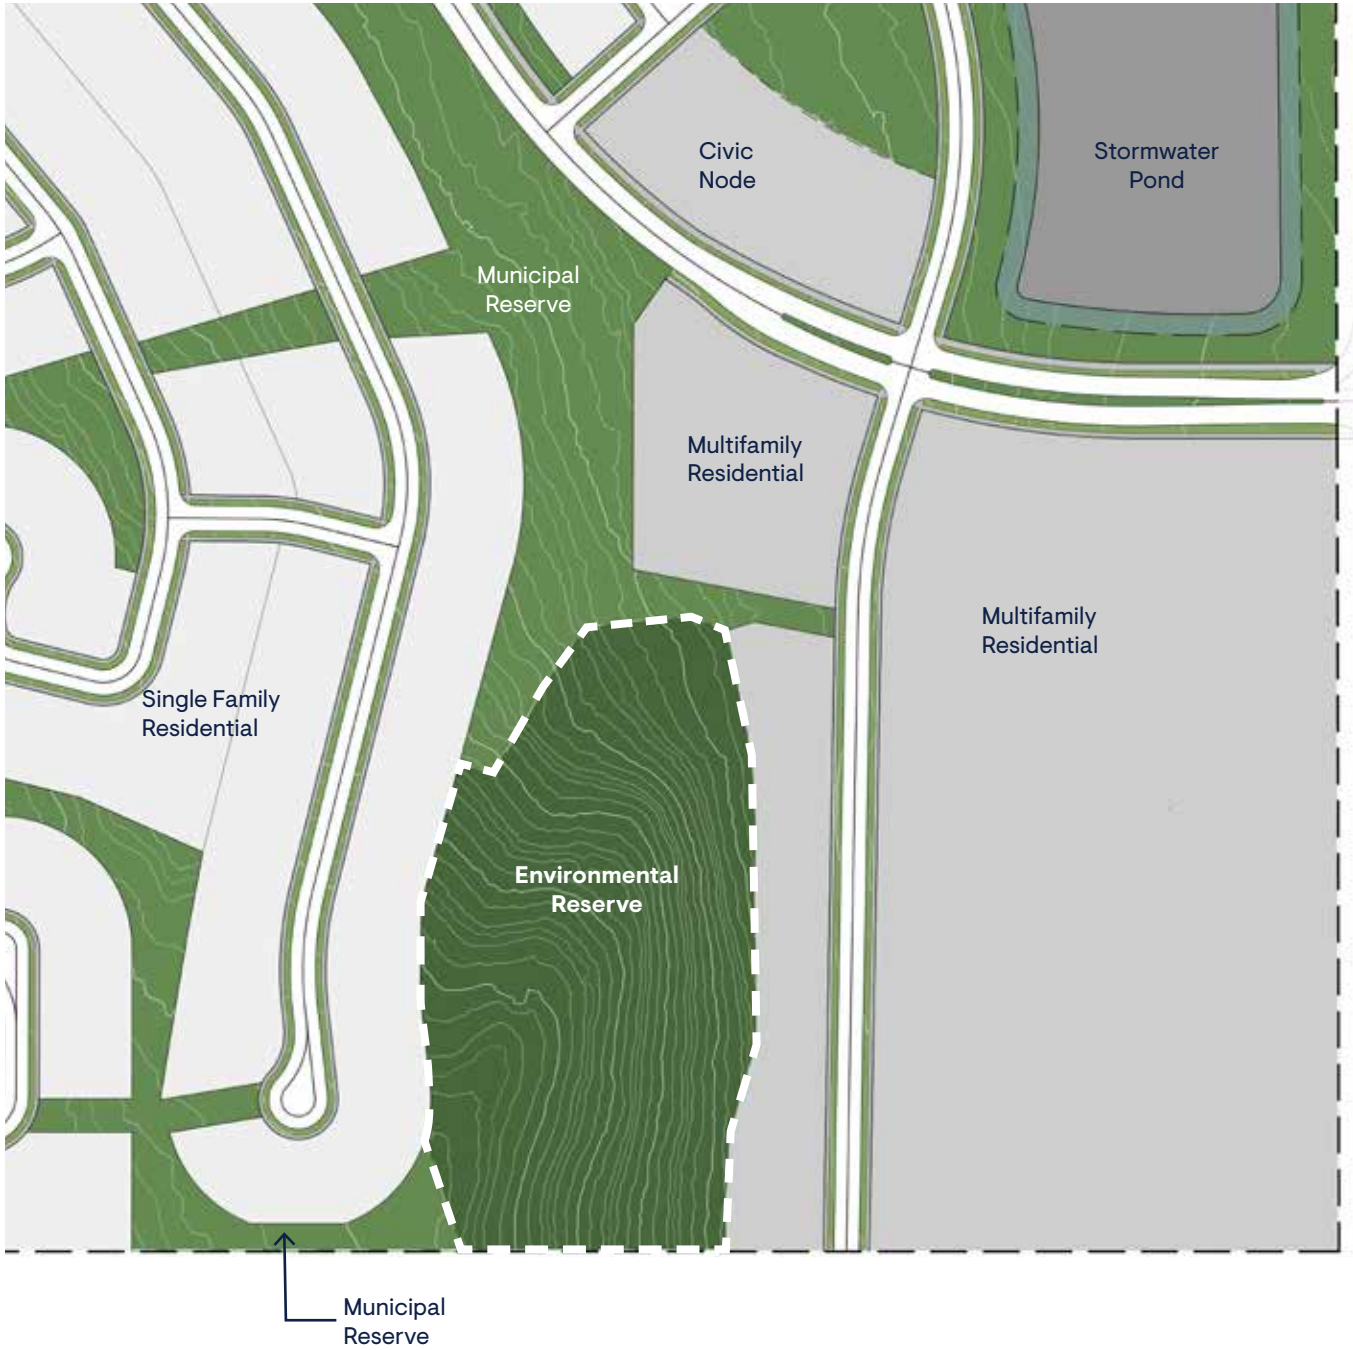 Civic
Node
Stormwater
Pond
Municipal
Reserve
Multifamily
Residential
Multifamily
Residential
Single Family
Residential
Environmental
Reserve
Municipal
Reserve